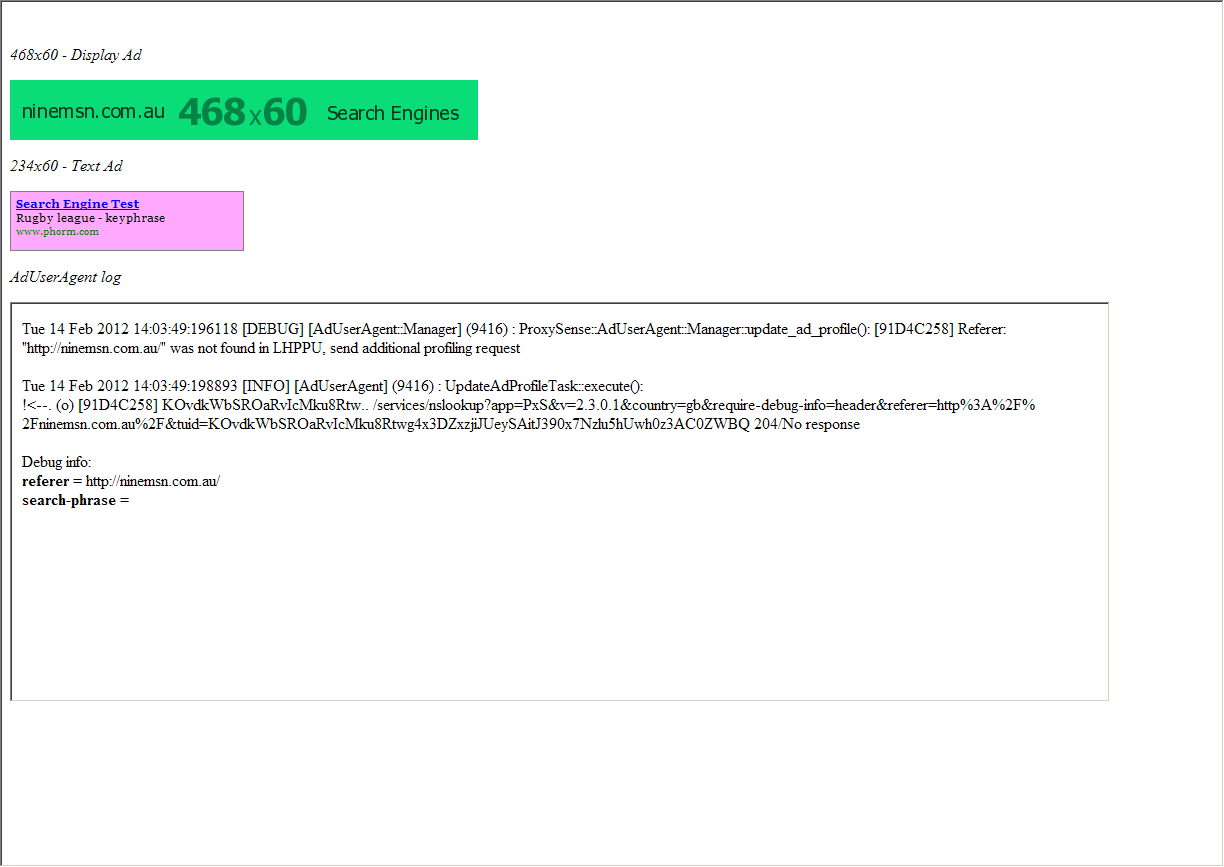 468x60 - Display Ad
ninemsn.com.au 468x60 Search Engines
234x60 - Text Ad
Search Engine Test
Rugby league - keyphrase
www.phorm.com
AdUserAgent log
Tue 14 Feb 2012 14:03:49:196118 [DEBUG] [AdUserAgent::Manager] (9416) : ProxySense::AdUserAgent::Manager::update_ad_profile(): [91D4C258] Referer:
"http://ninemsn.com.au/" was not found in LHPPU, send additional profiling request
Tue 14 Feb 2012 14:03:49:198893 [INFO] [AdUserAgent] (9416) : UpdateAdProfileTask::execute():
!<--. (o) [91D4C258] KOvdkWbSROaRvIcMku8Rtw.. /services/nslookup?app=PxS&v=2.3.0.1&country=gb&require-debug-info=header&referer=http%3A%2F%
2Fninemsn.com.au%2F&tuid=KOvdkWbSROaRvIcMku8Rtwg4x3DZxzjiJUeySAitJ390x7Nzlu5hUwh0z3AC0ZWBQ 204/No response
Debug info:
referer = http://ninemsn.com.au/
search-phrase =